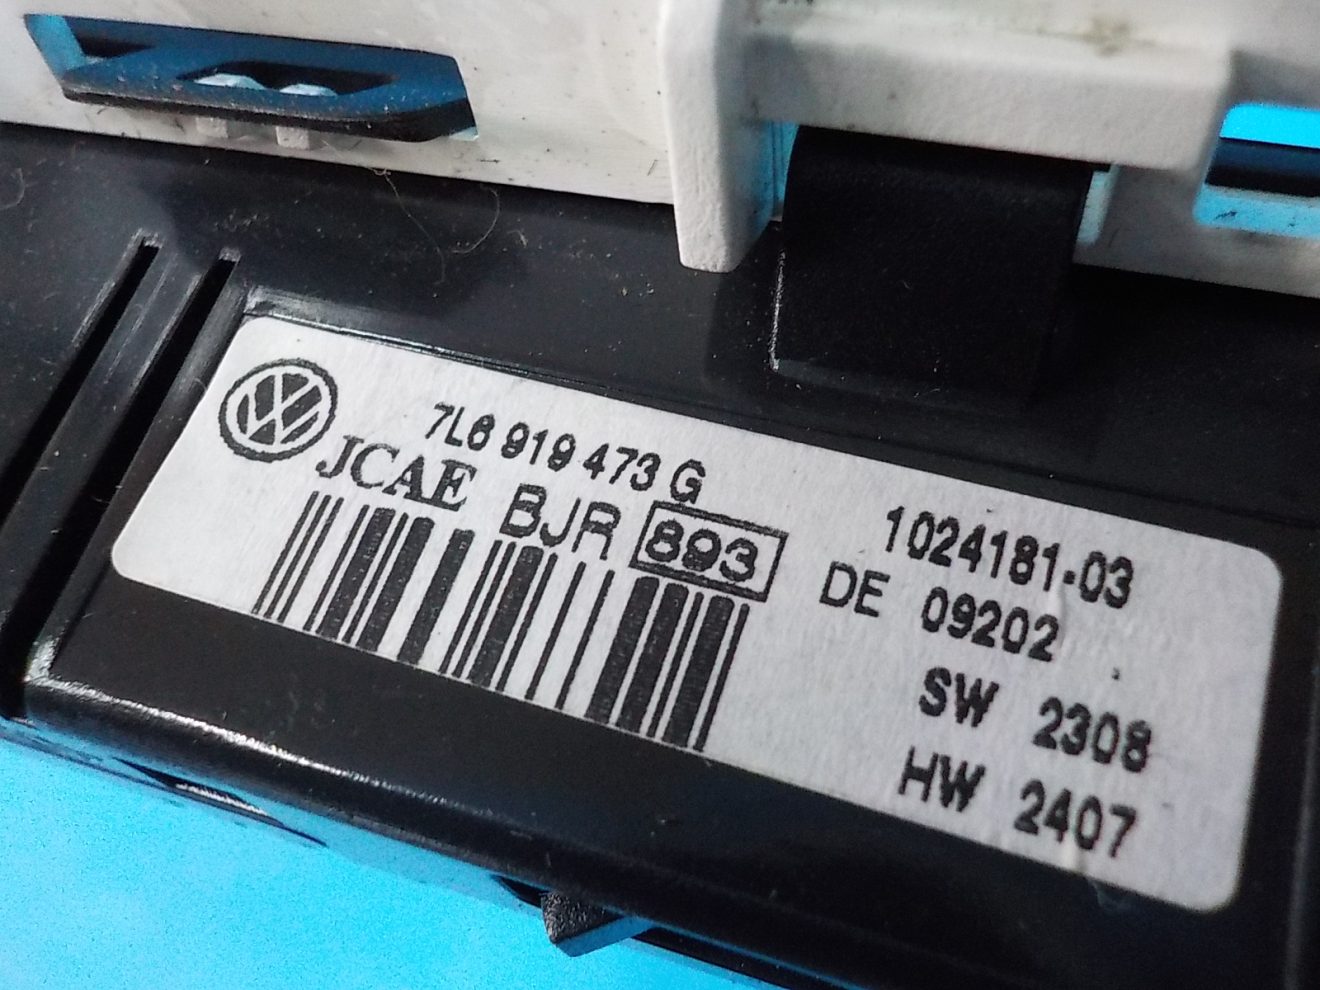 7L6 919 473 G
JCAE BJR 893
1024181-03
DE 09202
SW 2308
HW 2407